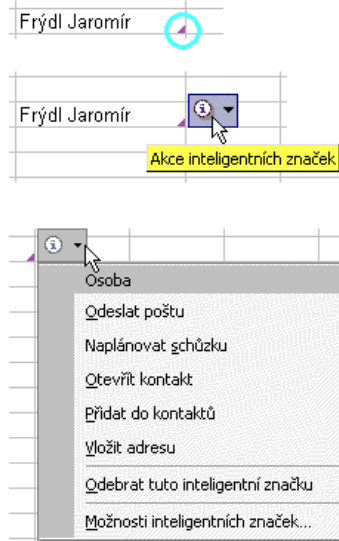 Frýdl Jaromír
Frýdl Jaromír
Akce inteligentních značek
Osoba
Odeslat poštu
Naplánovat schůzku
Otevřít kontakt
Přidat do kontaktů
Vložit adresu
Odebrat tuto inteligentní značku
Možnosti inteligentních značek...